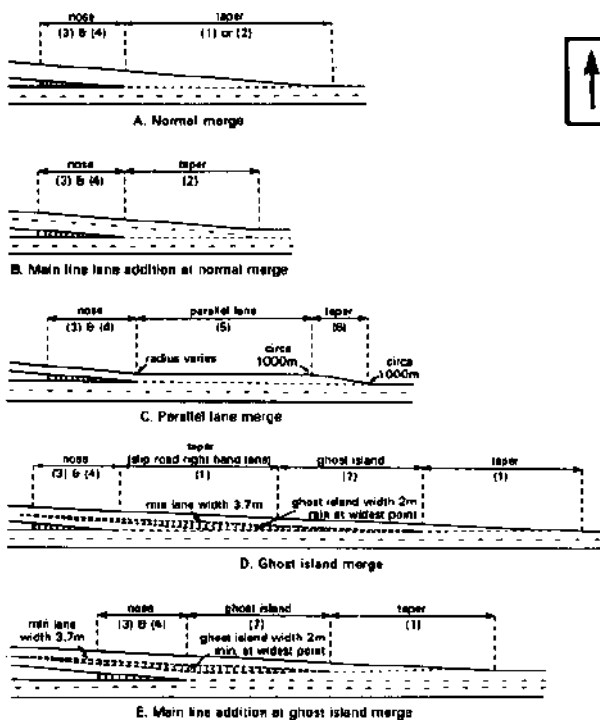 nose taper
(3) & (4) (1) or (2)
A. Normal merge
nose taper
(3) & (4) (2)
B. Main line lane addition at normal merge
nose parallel lane taper
(3) & (4) (5) (6)
radius varies circa 1000m circa 1000m
C. Parallel lane merge
taper
nose (slip road right hand lane) ghost island taper
(3) & (4) (1) (7) (1)
min lane width 3.7m ghost island width 2m
min at widest point
D. Ghost island merge
nose ghost island taper
min lane (3) & (4) (7) (1)
width 3.7m ghost island width 2m
min. at widest point
E. Main line addition at ghost island merge